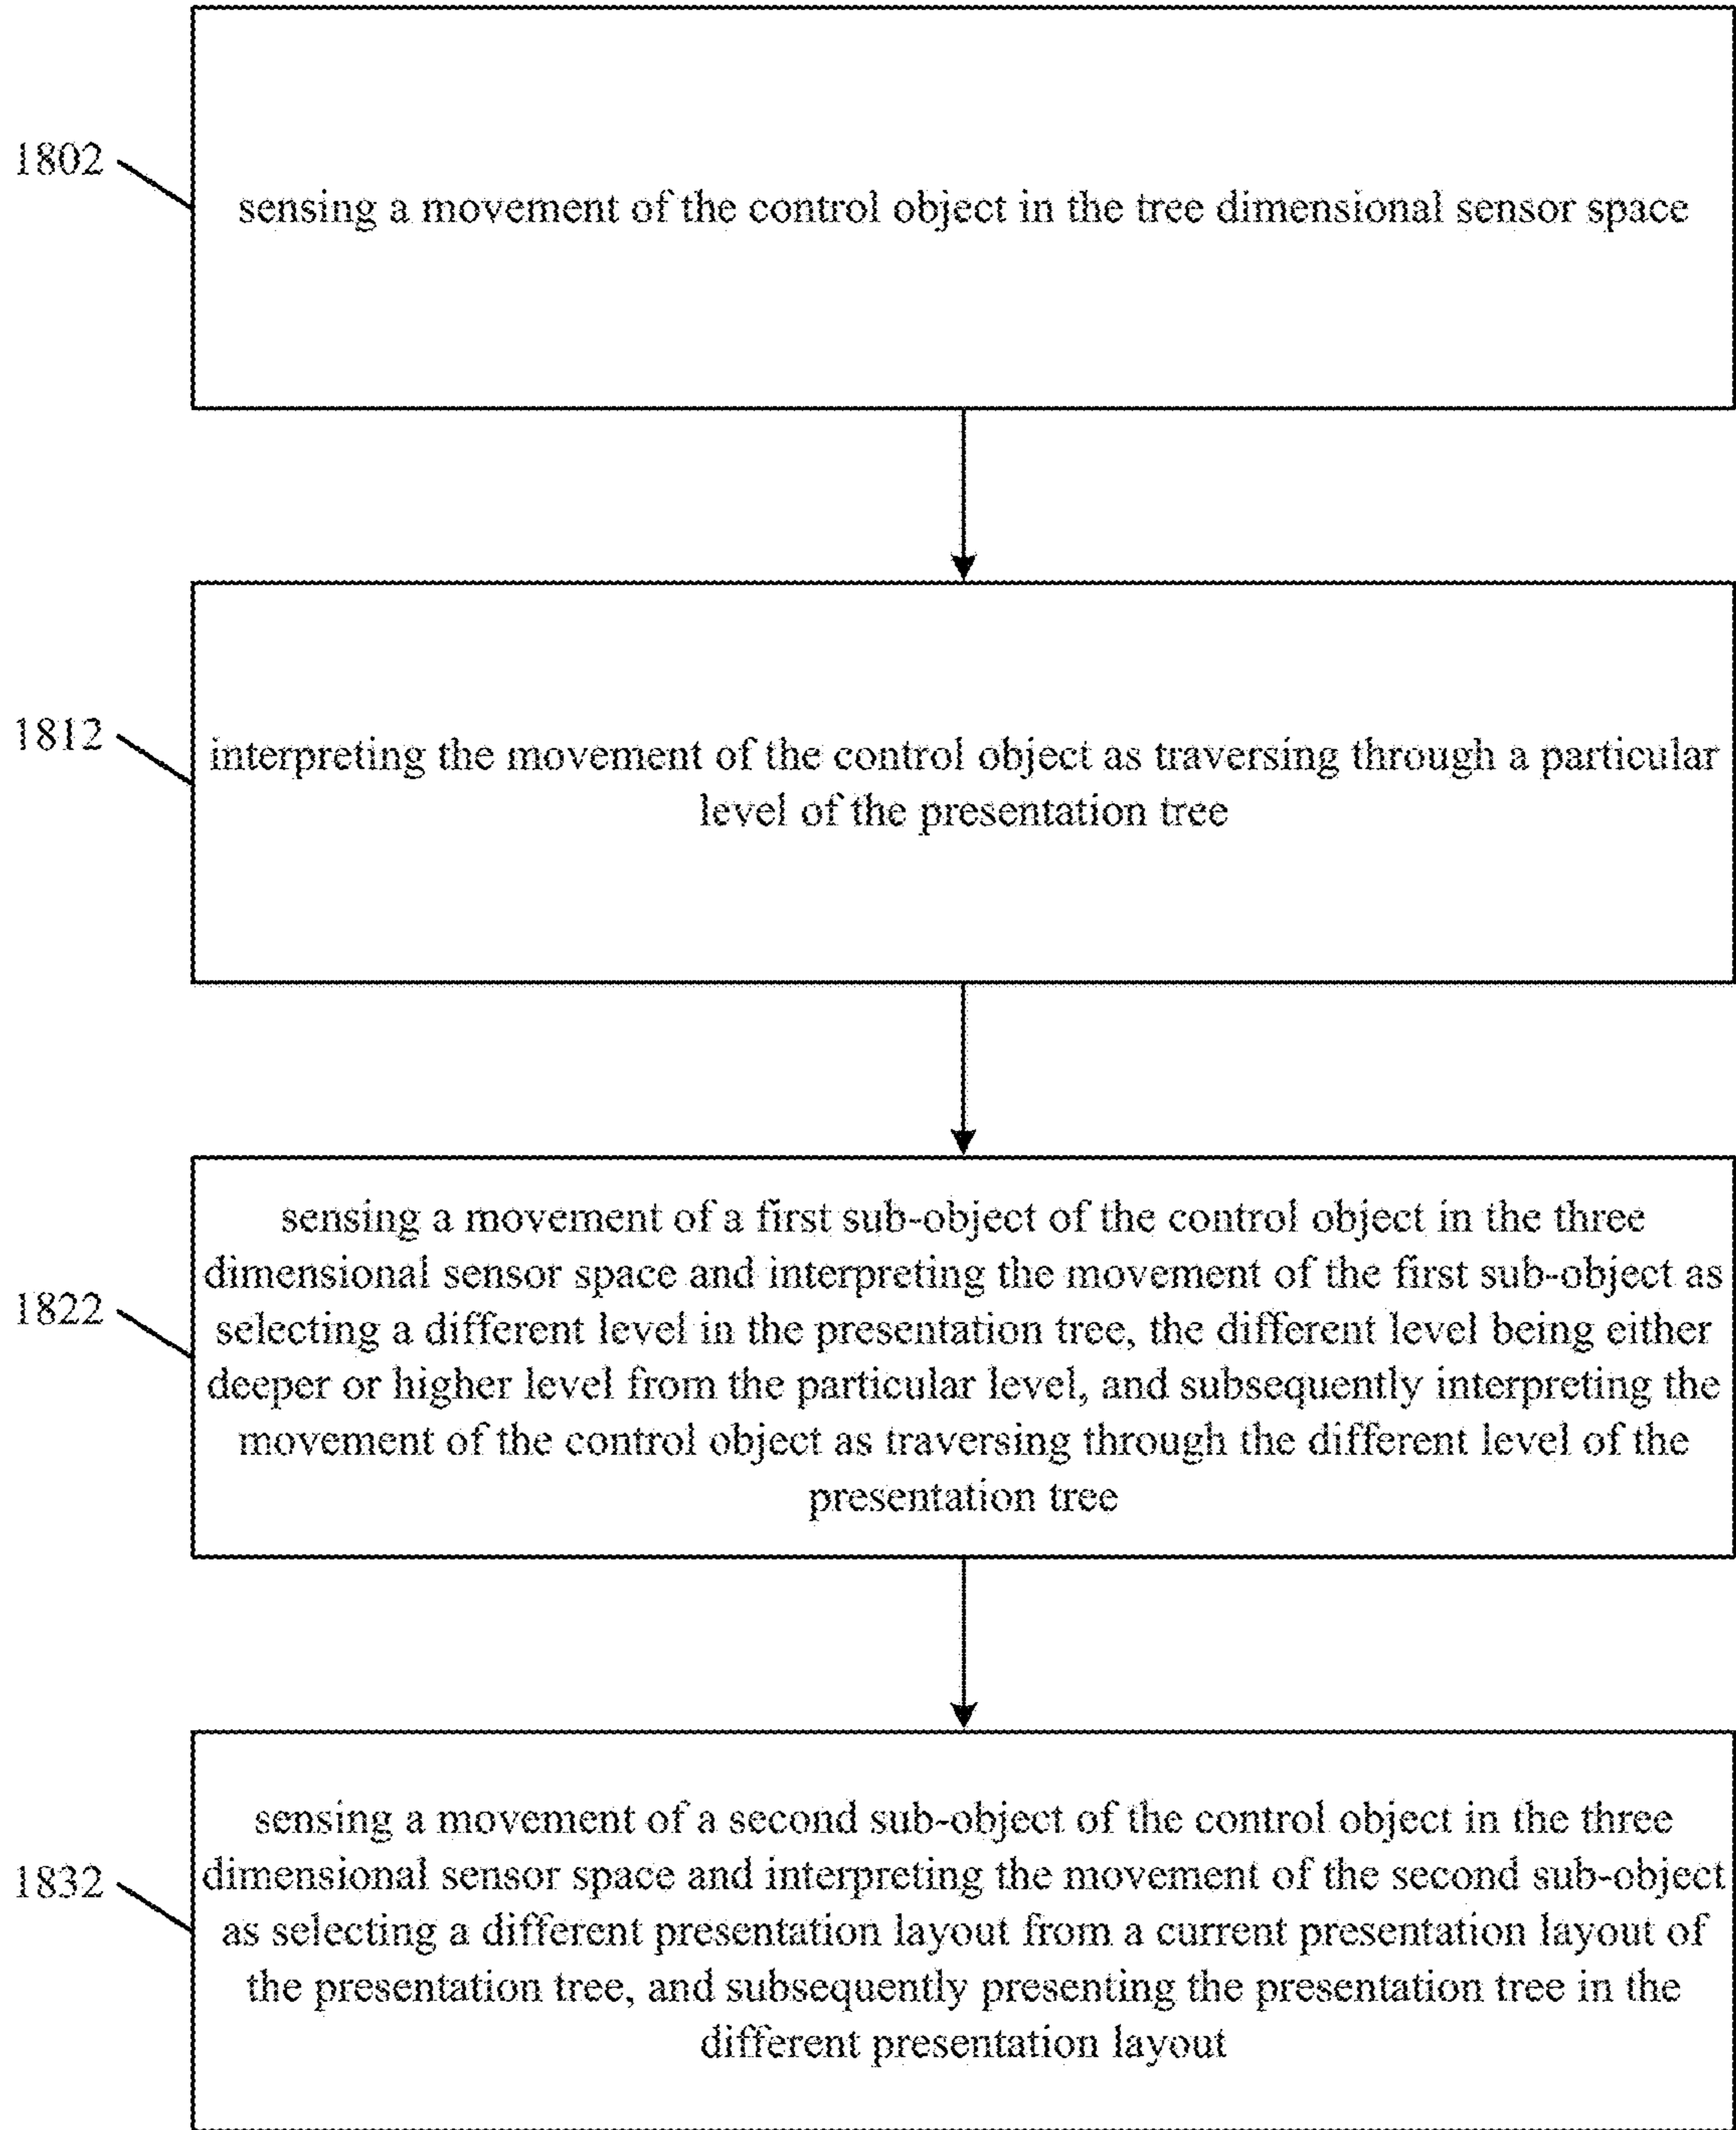 1802
sensing a movement of the control object in the tree dimensional sensor space
1812
interpreting the movement of the control object as traversing through a particular
level of the presentation tree
1822
sensing a movement of a first sub-object of the control object in the three
dimensional sensor space and interpreting the movement of the first sub-object as
selecting a different level in the presentation tree, the different level being either
deeper or higher level from the particular level, and subsequently interpreting the
movement of the control object as traversing through the different level of the
presentation tree
1832
sensing a movement of a second sub-object of the control object in the three
dimensional sensor space and interpreting the movement of the second sub-object
as selecting a different presentation layout from a current presentation layout of
the presentation tree, and subsequently presenting the presentation tree in the
different presentation layout